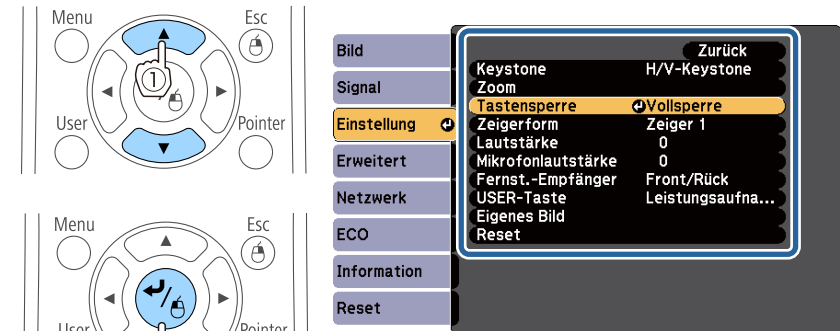 Menu
Esc
1
User
Pointer
Menu
Esc
User
Pointer
Bild
Signal
Einstellung
Erweitert
Netzwerk
ECO
Information
Reset
Zurück
Keystone H/V-Keystone
Zoom
Tastensperre Vollsperre
Zeigerform Zeiger 1
Lautstärke 0
Mikrofonlautstärke 0
Fernst.-Empfänger Front/Rück
USER-Taste Leistungsaufna...
Eigenes Bild
Reset